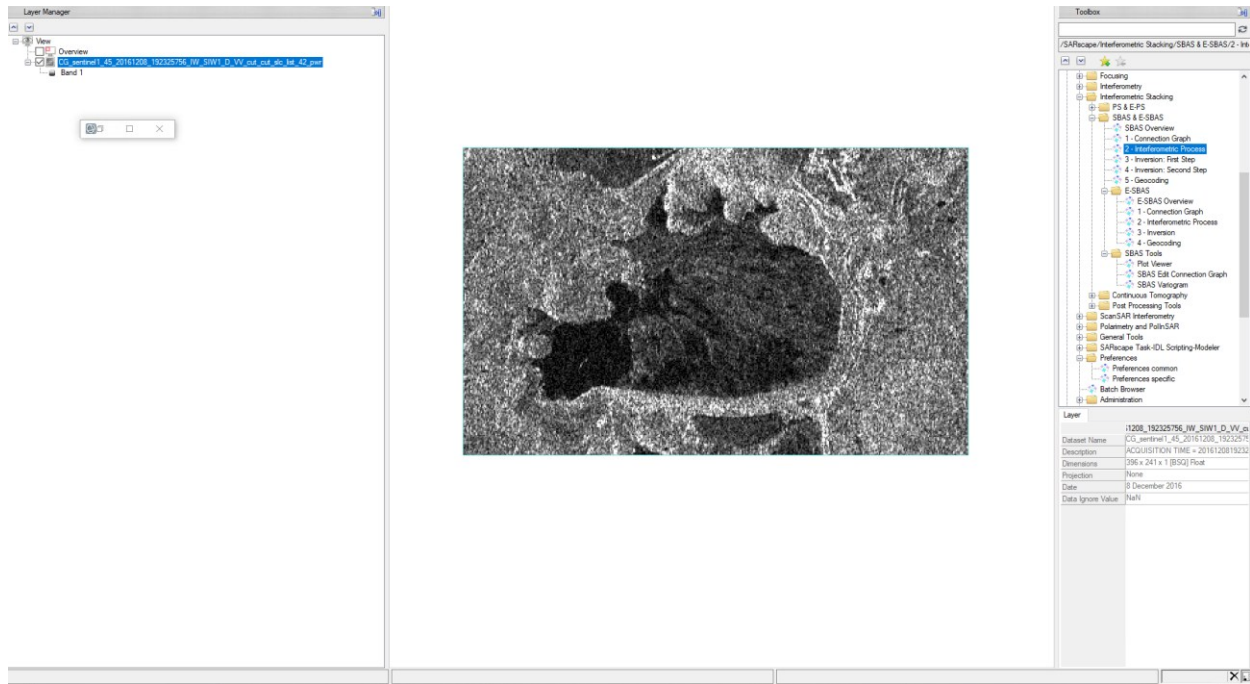 Layer Manager
View
Overview
CG_sentinel1_45_20161208_192325756_IW_SIW1_D_VV_cut_cut_slc_list_42_pwr
Band 1
Toolbox
/SARscape/Interferometric Stacking/SBAS & E-SBAS/2 - Inte
Focusing
Interferometry
Interferometric Stacking
PS & E-PS
SBAS & E-SBAS
SBAS Overview
1 - Connection Graph
2 - Interferometric Process
3 - Inversion: First Step
4 - Inversion: Second Step
5 - Geocoding
E-SBAS
E-SBAS Overview
1 - Connection Graph
2 - Interferometric Process
3 - Inversion
4 - Geocoding
SBAS Tools
Plot Viewer
SBAS Edit Connection Graph
SBAS Variogram
Continuous Tomography
Post Processing Tools
ScanSAR Interferometry
Polarimetry and PolInSAR
General Tools
SARscape Task-IDL Scripting-Modeler
Preferences
Preferences common
Preferences specific
Batch Browser
Administration
Layer
i1208_192325756_IW_SIW1_D_VV_cu
Dataset Name CG_sentinel1_45_20161208_19232575
Description ACQUISITION TIME = 2016120819232
Dimensions 396 x 241 x 1 [BSQ] Float
Projection None
Date 8 December 2016
Data Ignore Value NaN